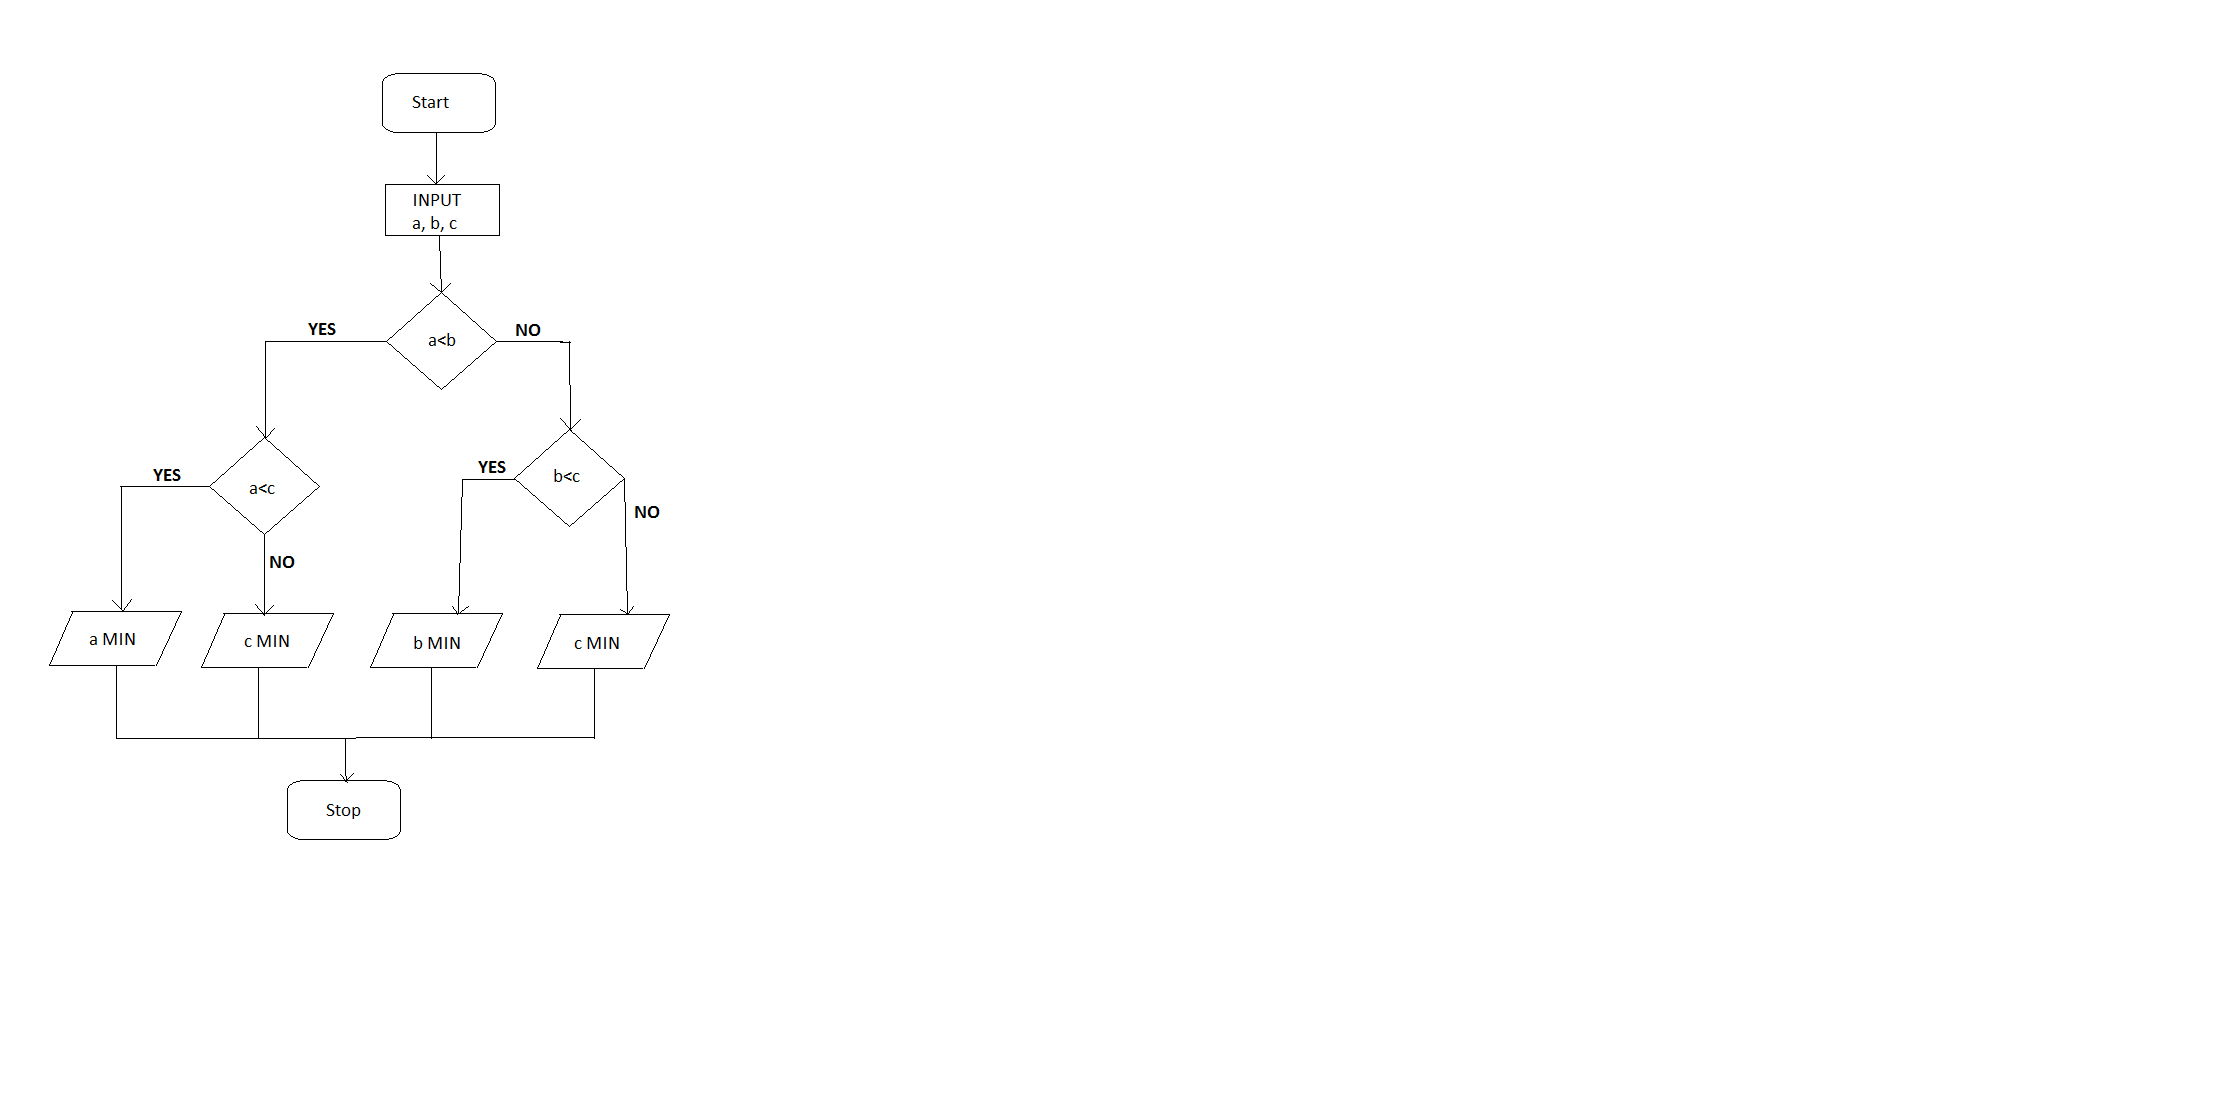 Start
INPUT
a, b, c
YES
a<b
NO
YES
a<c
NO
YES
b<c
NO
a MIN
c MIN
b MIN
c MIN
Stop